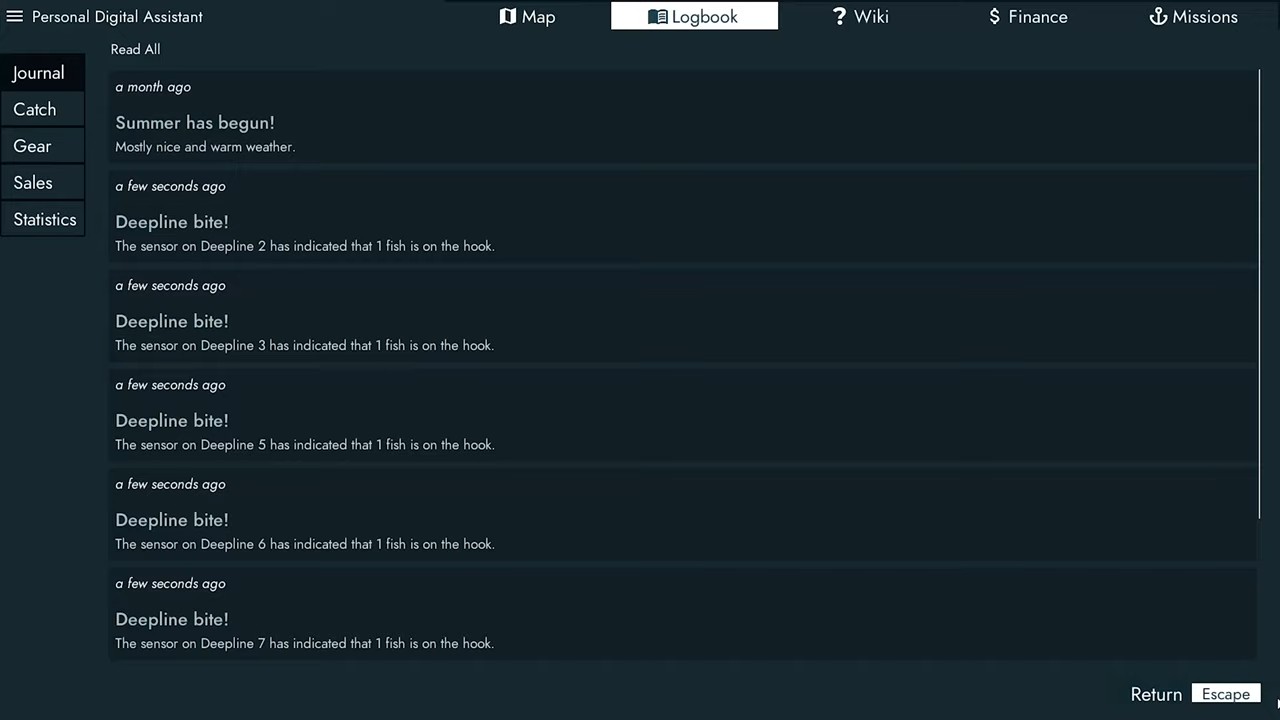 Personal Digital Assistant
Map
Logbook
? Wiki
$ Finance
Missions
Read All
Journal
Catch
Gear
Sales
Statistics
a month ago
Summer has begun!
Mostly nice and warm weather.
a few seconds ago
Deepline bite!
The sensor on Deepline 2 has indicated that 1 fish is on the hook.
a few seconds ago
Deepline bite!
The sensor on Deepline 3 has indicated that 1 fish is on the hook.
a few seconds ago
Deepline bite!
The sensor on Deepline 5 has indicated that 1 fish is on the hook.
a few seconds ago
Deepline bite!
The sensor on Deepline 6 has indicated that 1 fish is on the hook.
a few seconds ago
Deepline bite!
The sensor on Deepline 7 has indicated that 1 fish is on the hook.
Return Escape